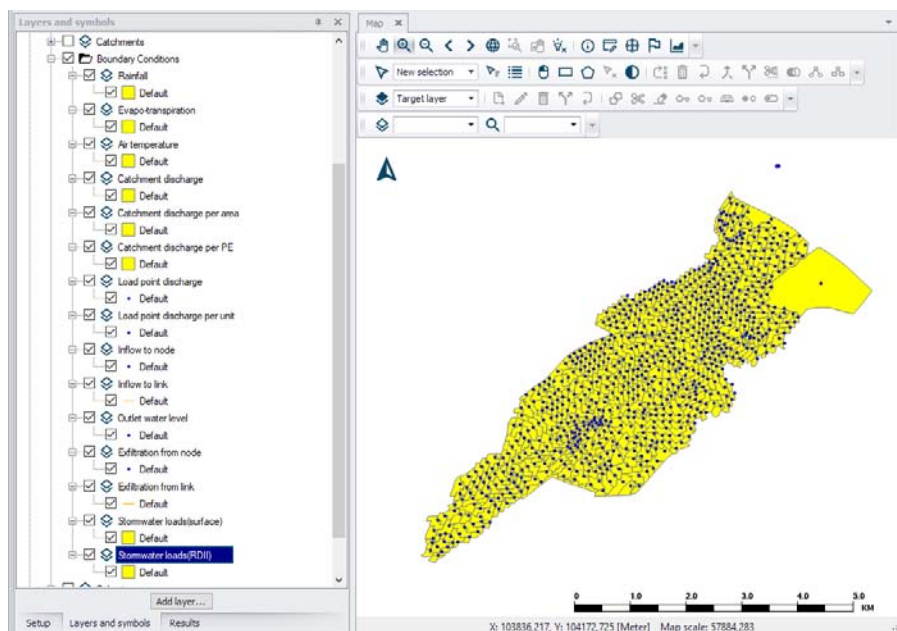 Layers and symbols
Catchments
Boundary Conditions
Rainfall
Default
Evapo-transpiration
Default
Air temperature
Default
Catchment discharge
Default
Catchment discharge per area
Default
Catchment discharge per PE
Default
Load point discharge
Default
Load point discharge per unit
Default
Inflow to node
Default
Inflow to link
Default
Outlet water level
Default
Exfiltration from node
Default
Exfiltration from link
Default
Stormwater loads(surface)
Default
Stormwater loads(RDII)
Default
Add layer...
Setup Layers and symbols Results
Map
New selection
Target layer
0 1.0 2.0 3.0 4.0 5.0
KM
X: 103836,217, Y: 104172,725 [Meter] Map scale: 57884,283